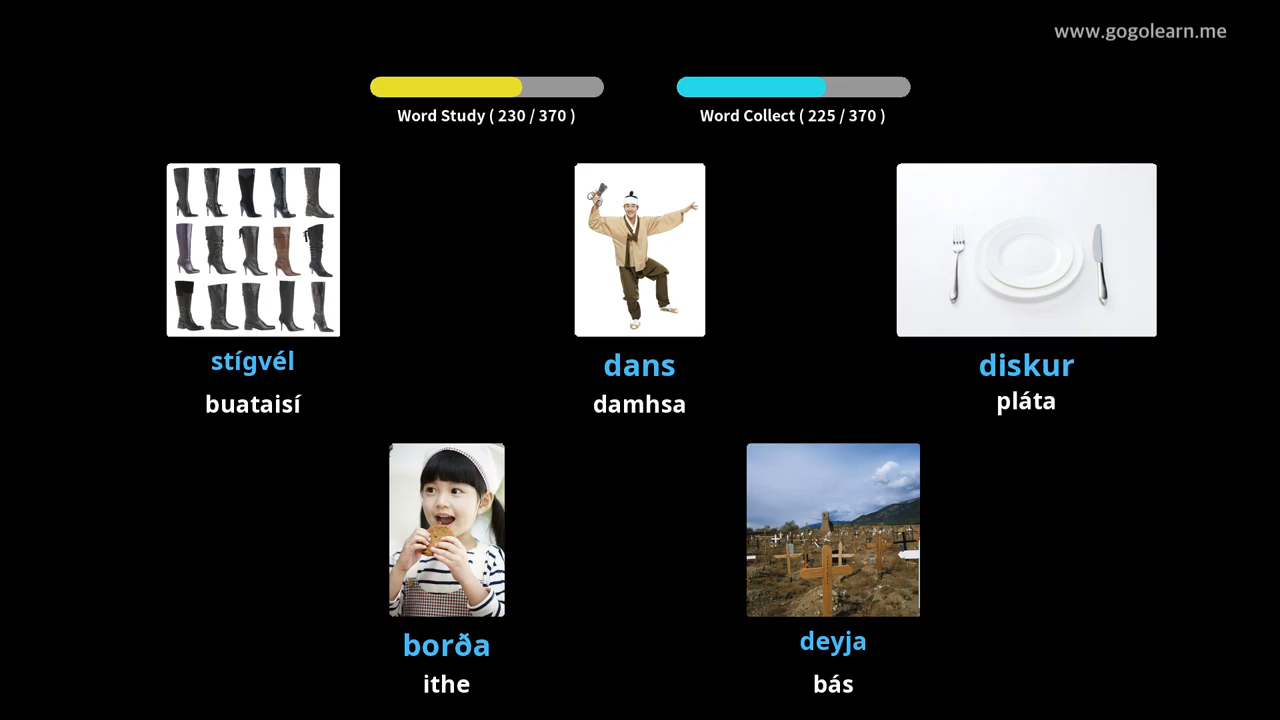 www.gogolearn.me
Word Study ( 230 / 370 )
Word Collect ( 225 / 370 )
stígvél
buataisí
dans
damhsa
diskur
pláta
borða
ithe
deyja
bás